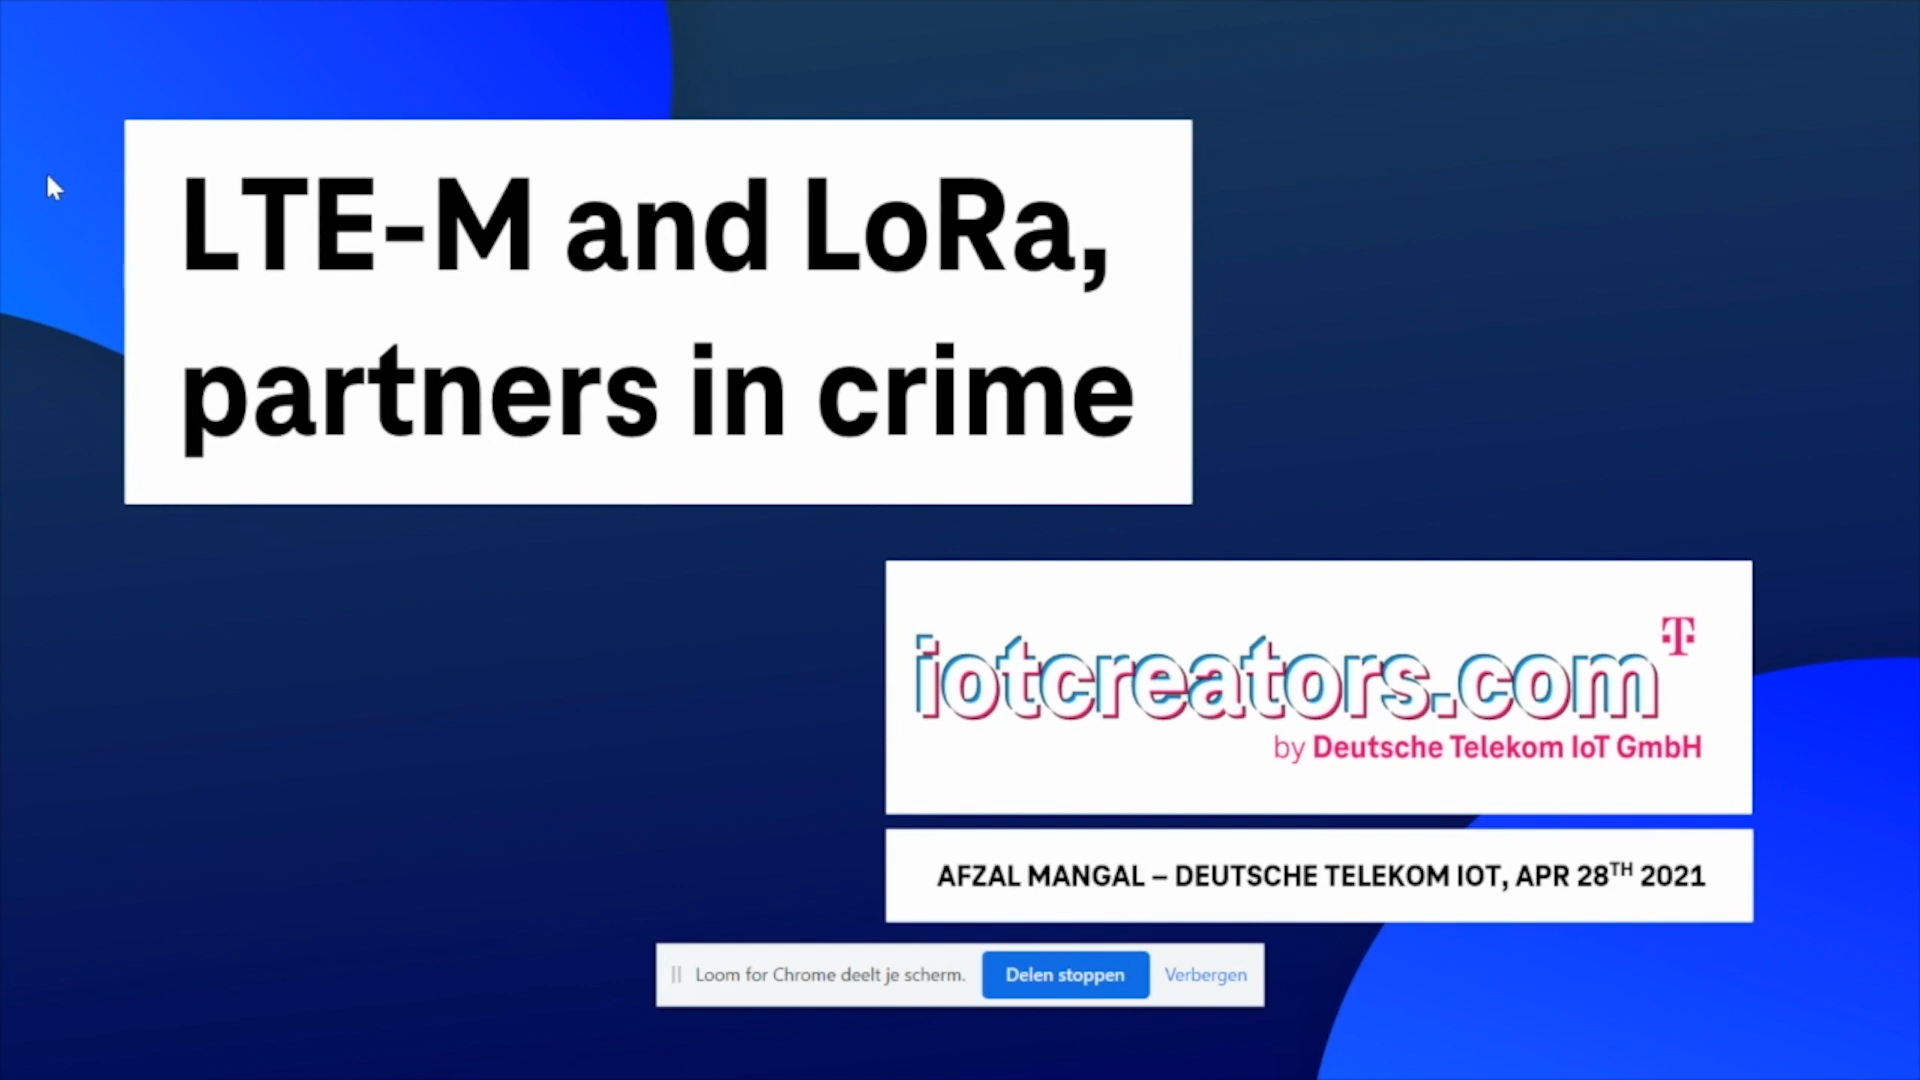 LTE-M and LoRa,
partners in crime
iotcreators.com
T
by Deutsche Telekom IoT GmbH
AFZAL MANGAL – DEUTSCHE TELEKOM IOT, APR 28TH 2021
Loom for Chrome deelt je scherm. Delen stoppen Verbergen